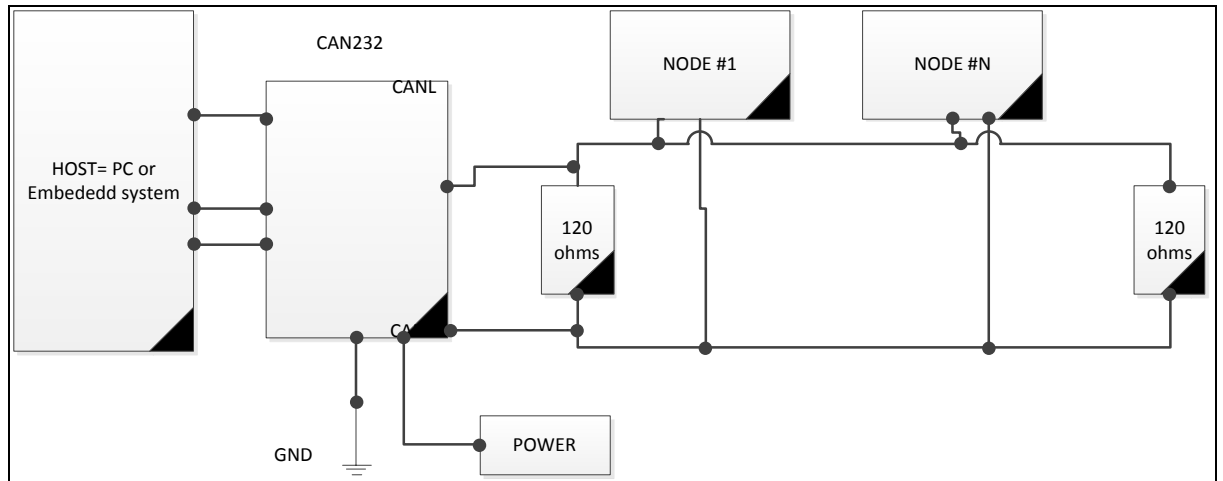 CAN232
CANL
NODE #1
NODE #N
HOST= PC or
Embededd system
120
ohms
120
ohms
GND
POWER